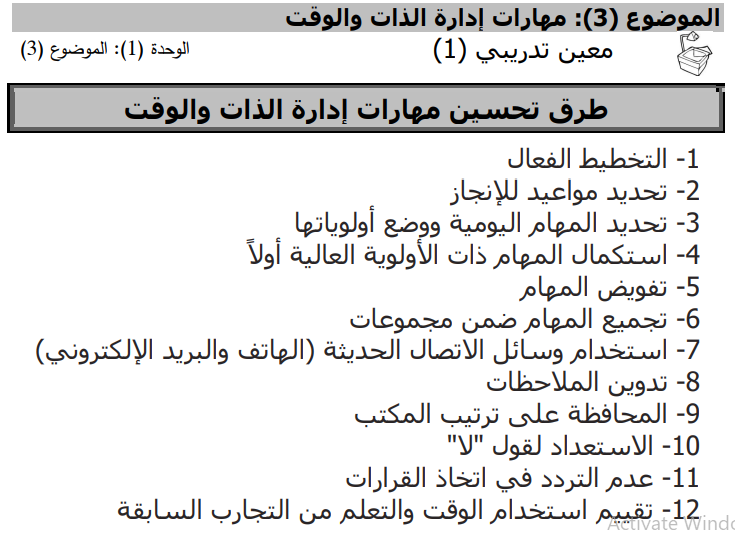 الموضوع (3): مهارات إدارة الذات والوقت
معين تدريبي (1)
الوحدة (1): الموضوع (3)
طرق تحسين مهارات إدارة الذات والوقت
1- التخطيط الفعال
2- تحديد مواعيد للإنجاز
3- تحديد المهام اليومية ووضع أولوياتها
4- استكمال المهام ذات الأولوية العالية أولاً
5- تفويض المهام
6- تجميع المهام ضمن مجموعات
7- استخدام وسائل الاتصال الحديثة (الهاتف والبريد الإلكتروني)
8- تدوين الملاحظات
9- المحافظة على ترتيب المكتب
10- الاستعداد لقول "لا"
11- عدم التردد في اتخاذ القرارات
12- تقييم استخدام الوقت والتعلم من التجارب السابقة
Activate Windo